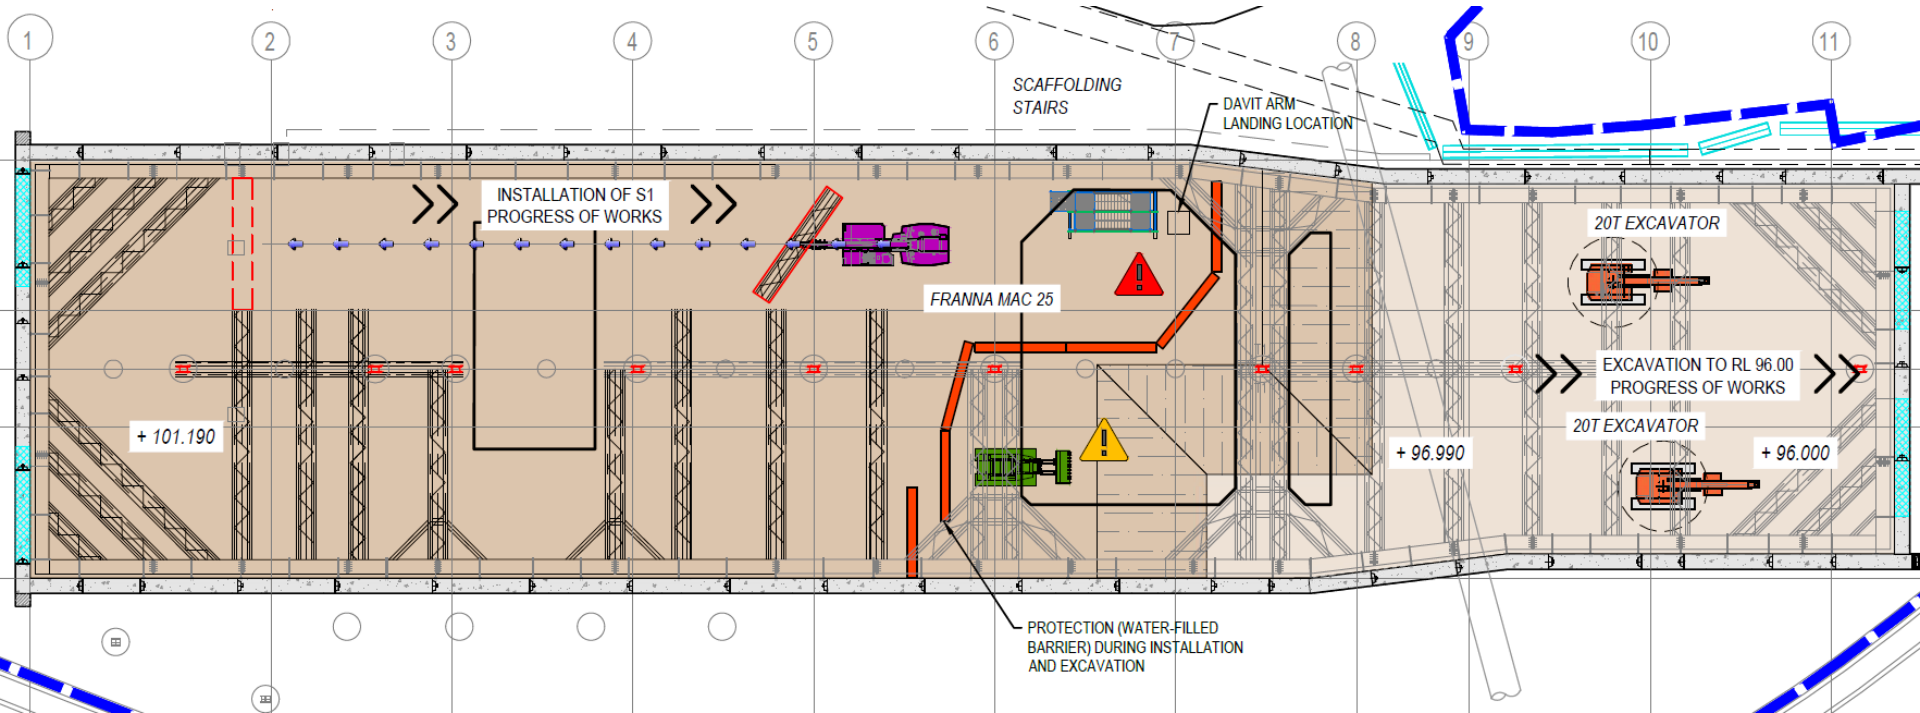 1
2
3
4
5
6
7
8
9
10
11
SCAFFOLDING
STAIRS
DAVIT ARM
LANDING LOCATION
INSTALLATION OF S1
PROGRESS OF WORKS
20T EXCAVATOR
FRANNA MAC 25
EXCAVATION TO RL 96.00
PROGRESS OF WORKS
20T EXCAVATOR
+ 101.190
+ 96.990
+ 96.000
PROTECTION (WATER-FILLED
BARRIER) DURING INSTALLATION
AND EXCAVATION